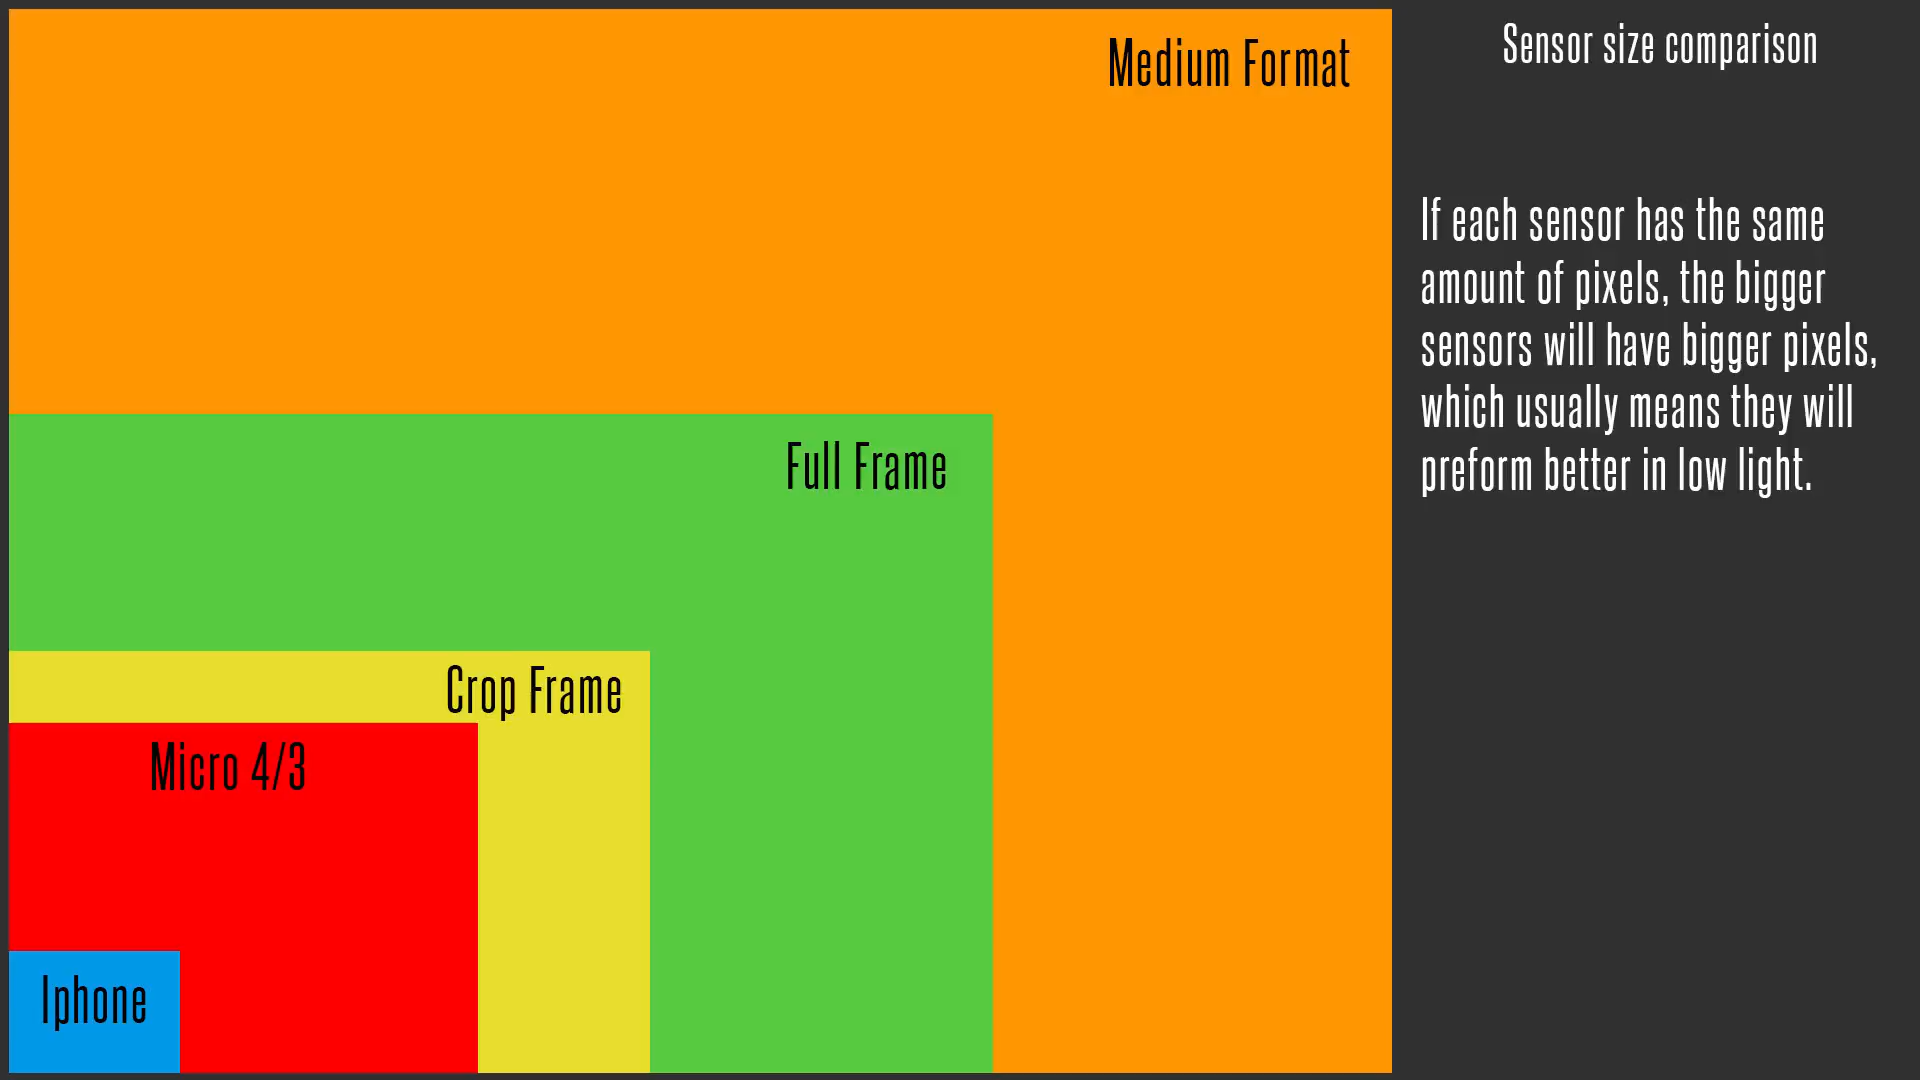 Medium Format
Sensor size comparison
If each sensor has the same
amount of pixels, the bigger
sensors will have bigger pixels,
which usually means they will
preform better in low light.
Full Frame
Crop Frame
Micro 4/3
Iphone